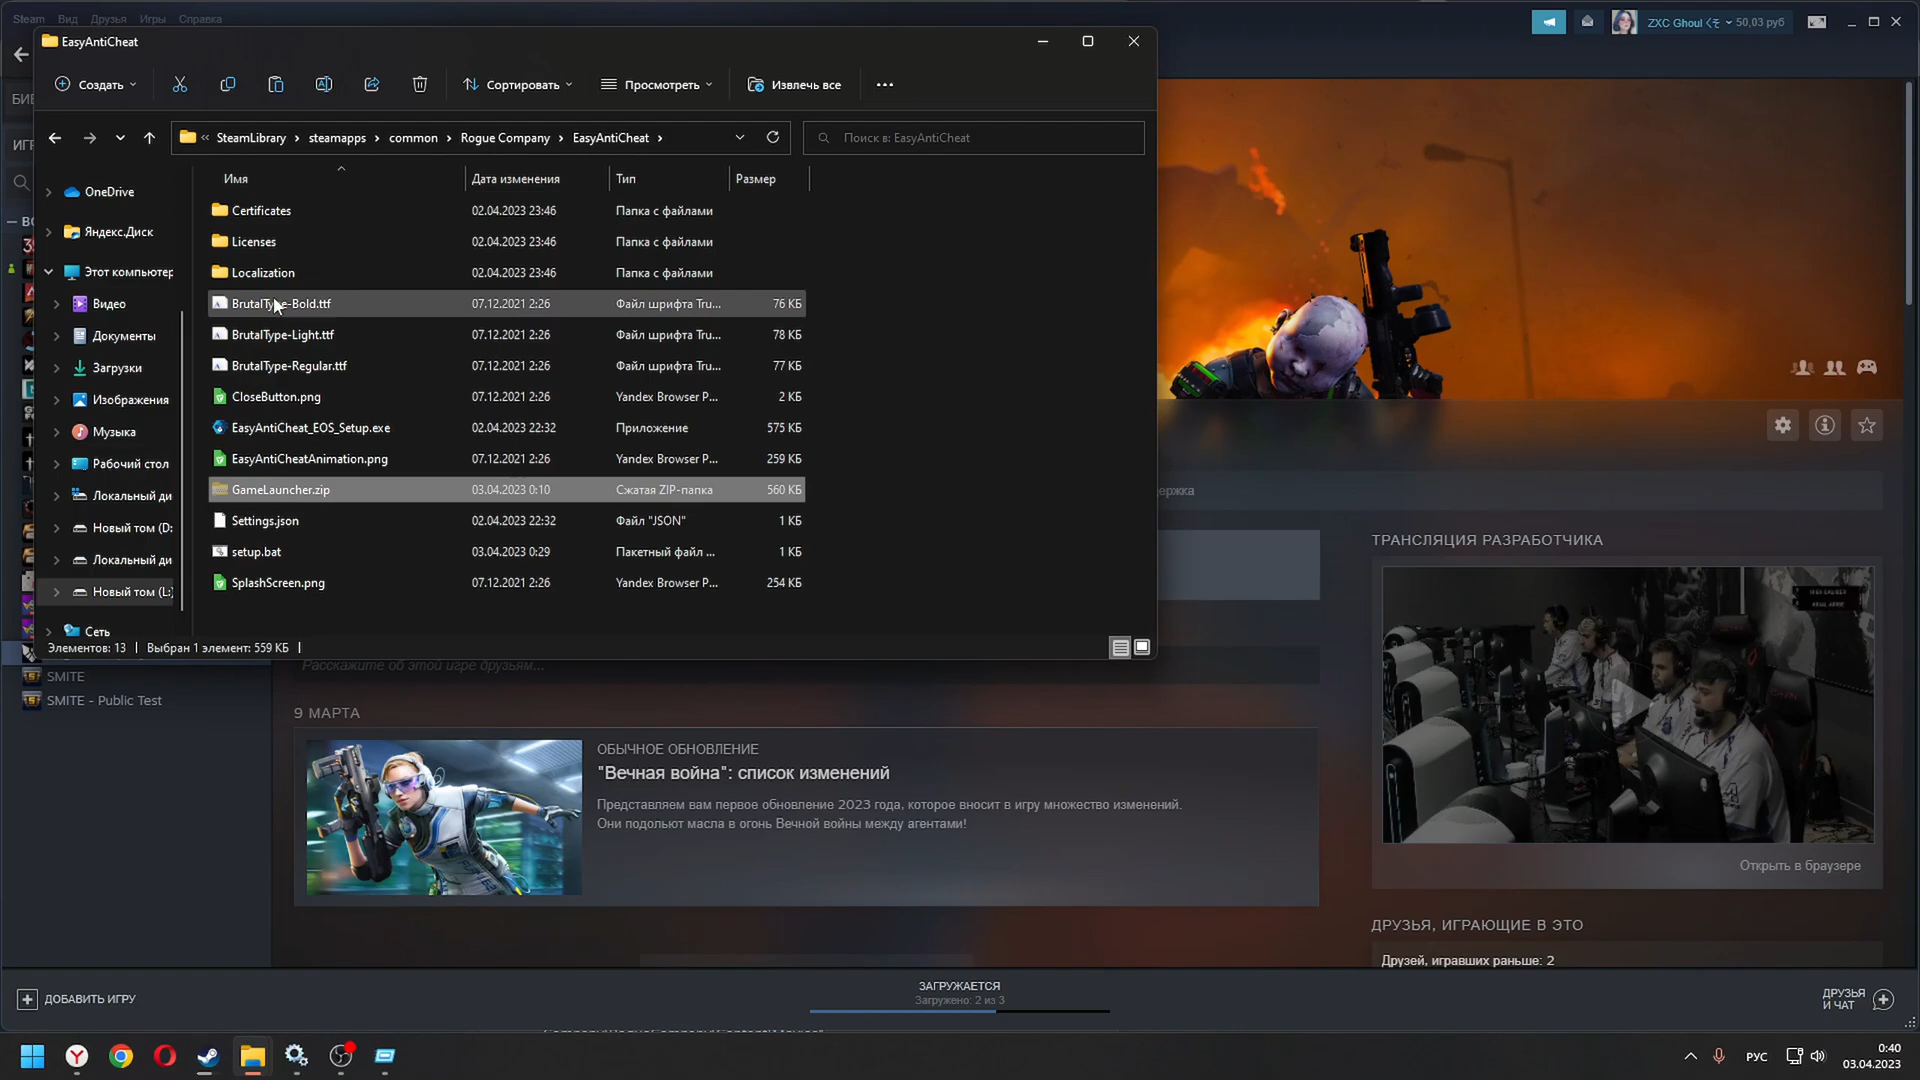 Steam Вид Друзья Игры Справка
ZXC Ghoul くそ 50,03 руб
EasyAntiCheat
Создать
Сортировать
Просмотреть
Извлечь все
« SteamLibrary › steamapps › common › Rogue Company › EasyAntiCheat ›
Поиск в: EasyAntiCheat
Имя Дата изменения Тип Размер
OneDrive
Яндекс.Диск
Этот компьютер
Видео
Документы
Загрузки
Изображения
Музыка
Рабочий стол
Локальный ди
Новый том (D:
Локальный ди
Новый том (L:)
Сеть
Certificates 02.04.2023 23:46 Папка с файлами
Licenses 02.04.2023 23:46 Папка с файлами
Localization 02.04.2023 23:46 Папка с файлами
BrutalType-Bold.ttf 07.12.2021 2:26 Файл шрифта Tru... 76 КБ
BrutalType-Light.ttf 07.12.2021 2:26 Файл шрифта Tru... 78 КБ
BrutalType-Regular.ttf 07.12.2021 2:26 Файл шрифта Tru... 77 КБ
CloseButton.png 07.12.2021 2:26 Yandex Browser P... 2 КБ
EasyAntiCheat_EOS_Setup.exe 02.04.2023 22:32 Приложение 575 КБ
EasyAntiCheatAnimation.png 07.12.2021 2:26 Yandex Browser P... 259 КБ
GameLauncher.zip 03.04.2023 0:10 Сжатая ZIP-папка 560 КБ
Settings.json 02.04.2023 22:32 Файл "JSON" 1 КБ
setup.bat 03.04.2023 0:29 Пакетный файл ... 1 КБ
SplashScreen.png 07.12.2021 2:26 Yandex Browser P... 254 КБ
Элементов: 13 Выбран 1 элемент: 559 КБ
ержка
Расскажите об этой игре друзьям...
SMITE
SMITE - Public Test
9 МАРТА
ОБЫЧНОЕ ОБНОВЛЕНИЕ
"Вечная война": список изменений
Представляем вам первое обновление 2023 года, которое вносит в игру множество изменений.
Они подольют масла в огонь Вечной войны между агентами!
ТРАНСЛЯЦИЯ РАЗРАБОТЧИКА
Открыть в браузере
ДРУЗЬЯ, ИГРАЮЩИЕ В ЭТО
Друзей, игравших раньше: 2
ДОБАВИТЬ ИГРУ
ЗАГРУЖАЕТСЯ
Загружено: 2 из 3
ДРУЗЬЯ
И ЧАТ
РУС
0:40
03.04.2023